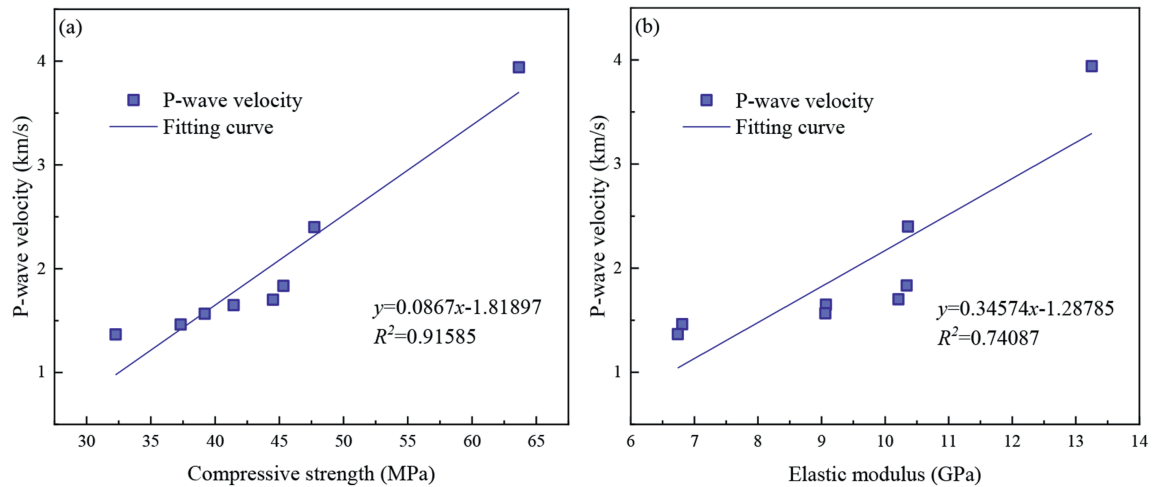 (a)
P-wave velocity (km/s)
4
3
2
1
P-wave velocity
Fitting curve
y=0.0867x-1.81897
R²=0.91585
30 35 40 45 50 55 60 65
Compressive strength (MPa)
(b)
P-wave velocity (km/s)
4
3
2
1
P-wave velocity
Fitting curve
y=0.34574x-1.28785
R²=0.74087
6 7 8 9 10 11 12 13 14
Elastic modulus (GPa)